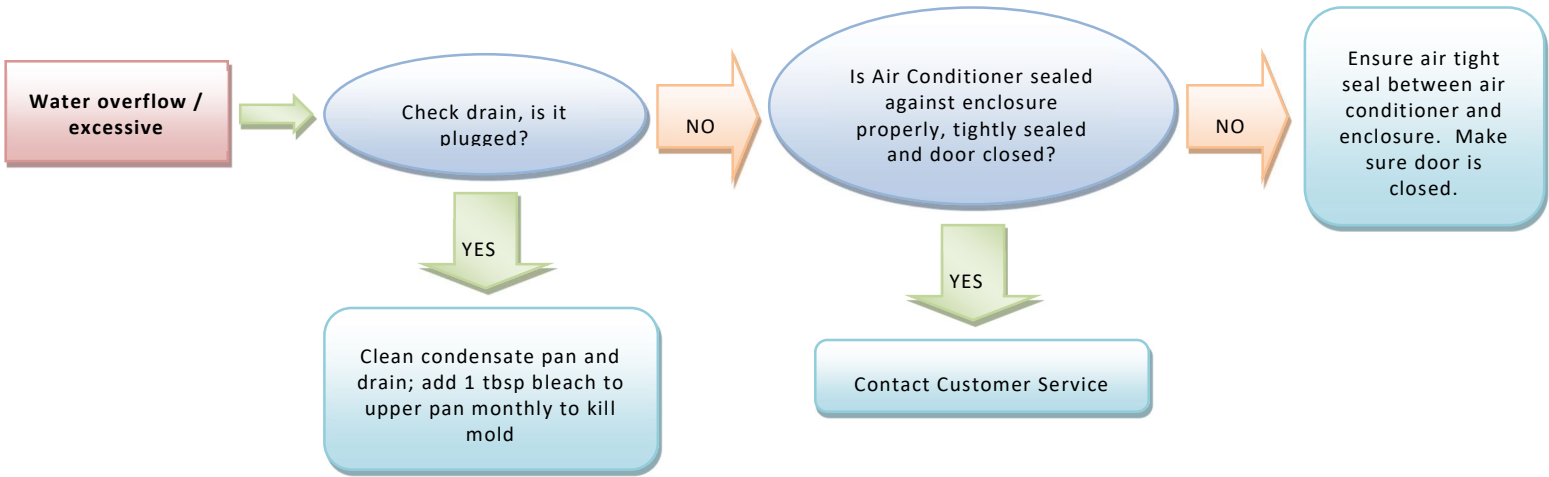 Water overflow /
excessive
Check drain, is it
plugged?
NO
Is Air Conditioner sealed
against enclosure
properly, tightly sealed
and door closed?
NO
Ensure air tight
seal between air
conditioner and
enclosure. Make
sure door is
closed.
YES
Clean condensate pan and
drain; add 1 tbsp bleach to
upper pan monthly to kill
mold
YES
Contact Customer Service